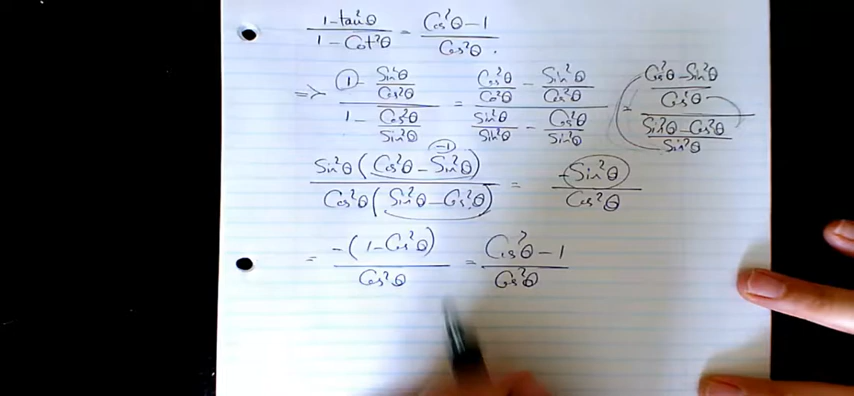 (1-tan²θ)/(1-Cot²θ) = (Cos²θ-1)/(Cos²θ).
=> (1 - Sin²θ/Cos²θ)/(1 - Cos²θ/Sin²θ) = (Cos²θ/Cos²θ - Sin²θ/Cos²θ)/(Sin²θ/Sin²θ - Cos²θ/Sin²θ) = ((Cos²θ-Sin²θ)/Cos²θ)/((Sin²θ-Cos²θ)/Sin²θ)
-1
Sin²θ(Cos²θ-Sin²θ)/Cos²θ(Sin²θ-Cos²θ) = -Sin²θ/Cos²θ
= -(1-Cos²θ)/Cos²θ = (Cos²θ-1)/Cos²θ